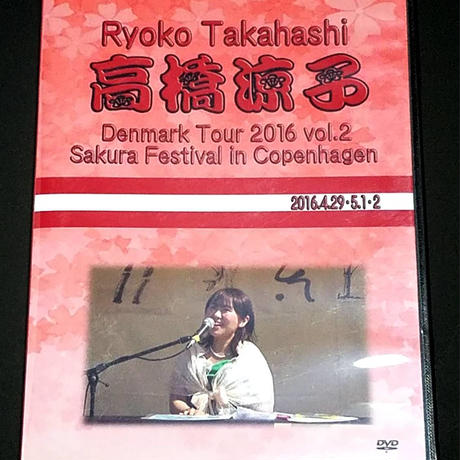 Ryoko Takahashi
高橋涼子
Denmark Tour 2016 vol.2
Sakura Festival in Copenhagen
2016.4.29・5.1・2
DVD